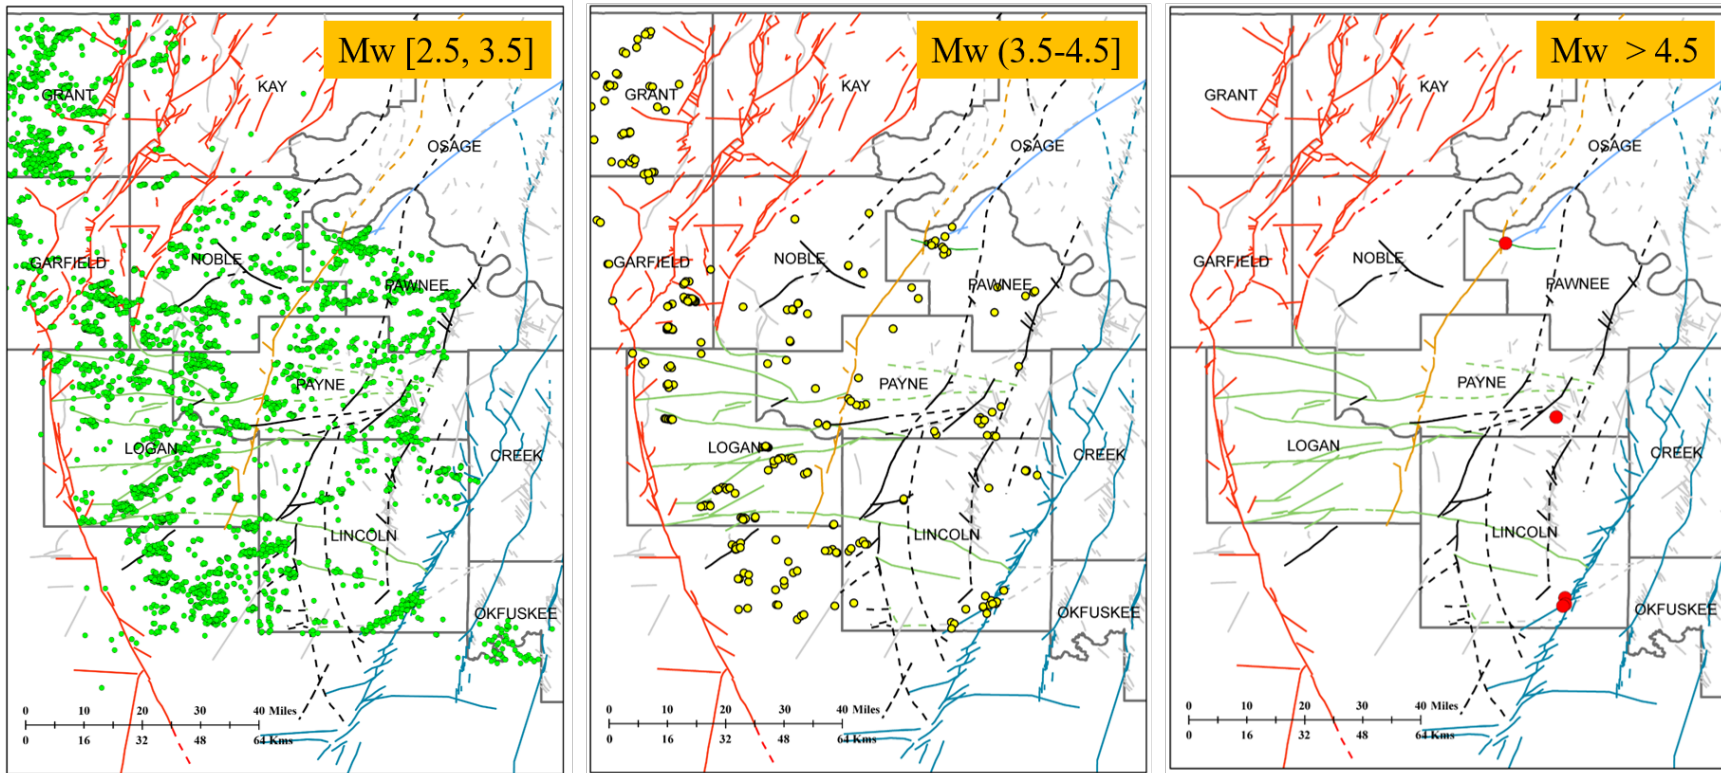 Mw [2.5, 3.5]
GRANT
KAY
OSAGE
GARFIELD
NOBLE
PAWNEE
PAYNE
LOGAN
CREEK
LINCOLN
OKFUSKEE
0 10 20 30 40 Miles
0 16 32 48 64 Kms
Mw (3.5-4.5]
GRANT
KAY
OSAGE
GARFIELD
NOBLE
PAWNEE
PAYNE
LOGAN
CREEK
LINCOLN
OKFUSKEE
0 10 20 30 40 Miles
0 16 32 48 64 Kms
Mw > 4.5
GRANT
KAY
OSAGE
GARFIELD
NOBLE
PAWNEE
PAYNE
LOGAN
CREEK
LINCOLN
OKFUSKEE
0 10 20 30 40 Miles
0 16 32 48 64 Kms